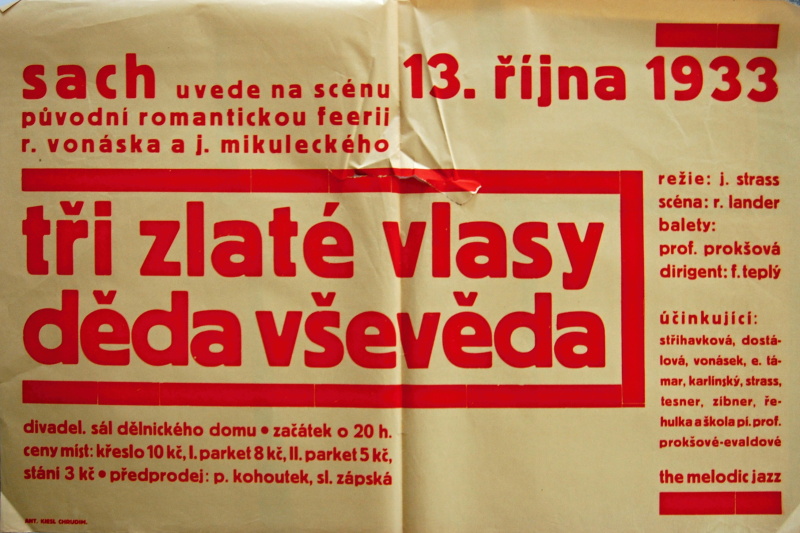 sach uvede na scénu 13. října 1933
původní romantickou feerii
r. vonáska a j. mikuleckého
tři zlaté vlasy
děda vševěda
režie: j. strass
scéna: r. lander
balety:
prof. prokšová
dirigent: f. teplý
účinkující:
střihavková, dostá-
lová, vonásek, e. tá-
mar, karlínský, strass,
tesner, zibner, ře-
hulka a škola pí. prof.
prokšové-evaldové
the melodic jazz
divadel. sál dělnického domu • začátek o 20 h.
ceny míst: křeslo 10 kč, I. parket 8 kč, II. parket 5 kč,
stání 3 kč • předprodej: p. kohoutek, sl. zápská
CHRUDIM.